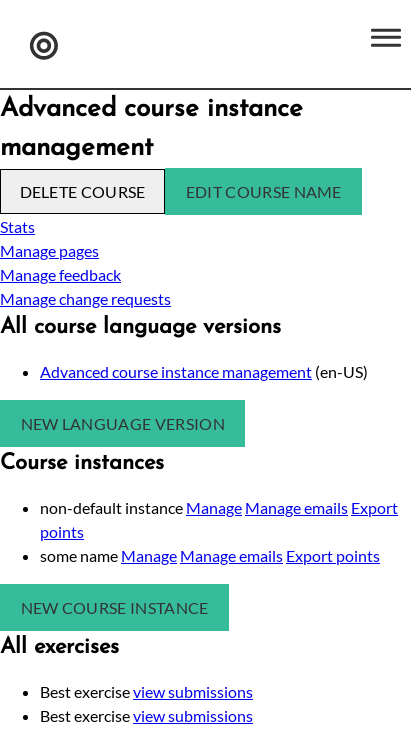 Advanced course instance
management
DELETE COURSE EDIT COURSE NAME
Stats
Manage pages
Manage feedback
Manage change requests
All course language versions
Advanced course instance management (en-US)
NEW LANGUAGE VERSION
Course instances
non-default instance Manage Manage emails Export
points
some name Manage Manage emails Export points
NEW COURSE INSTANCE
All exercises
Best exercise view submissions
Best exercise view submissions